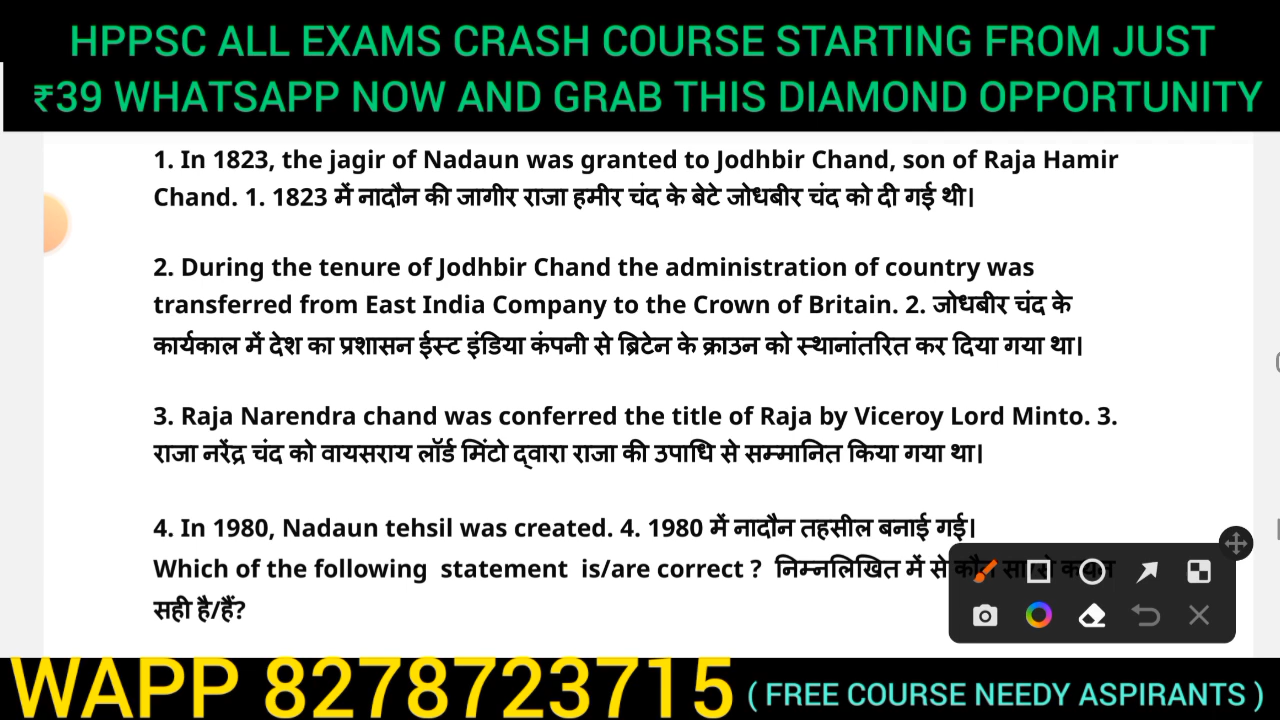 HPPSC ALL EXAMS CRASH COURSE STARTING FROM JUST
₹39 WHATSAPP NOW AND GRAB THIS DIAMOND OPPORTUNITY
1. In 1823, the jagir of Nadaun was granted to Jodhbir Chand, son of Raja Hamir
Chand. 1. 1823 में नादौन की जागीर राजा हमीर चंद के बेटे जोधबीर चंद को दी गई थी।
2. During the tenure of Jodhbir Chand the administration of country was
transferred from East India Company to the Crown of Britain. 2. जोधबीर चंद के
कार्यकाल में देश का प्रशासन ईस्ट इंडिया कंपनी से ब्रिटेन के क्राउन को स्थानांतरित कर दिया गया था।
3. Raja Narendra chand was conferred the title of Raja by Viceroy Lord Minto. 3.
राजा नरेंद्र चंद को वायसराय लॉर्ड मिंटो द्वारा राजा की उपाधि से सम्मानित किया गया था।
4. In 1980, Nadaun tehsil was created. 4. 1980 में नादौन तहसील बनाई गई।
Which of the following statement is/are correct ? निम्नलिखित में से कौन
सही है/हैं?
WAPP 8278723715 ( FREE COURSE NEEDY ASPIRANTS )